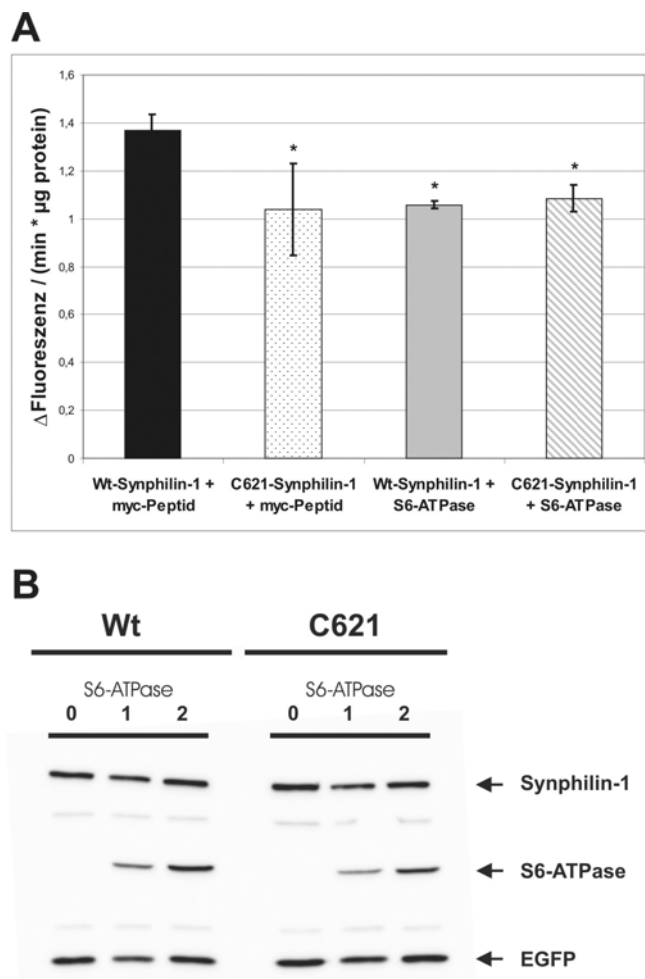 A
ΔFluoreszenz / (min * µg protein)
1,6
1,4
1,2
1
0,8
0,6
0,4
0,2
0
*
*
*
Wt-Synphilin-1 +
myc-Peptid
C621-Synphilin-1
+ myc-Peptid
Wt-Synphilin-1 +
S6-ATPase
C621-Synphilin-1
+ S6-ATPase
B
Wt
C621
S6-ATPase
S6-ATPase
0 1 2
0 1 2
Synphilin-1
S6-ATPase
EGFP